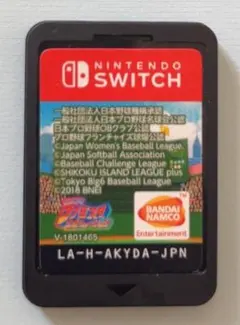 NINTENDO
SWITCH
一般社団法人日本野球機構承認
一般社団法人日本プロ野球名球会公認
日本プロ野球OBクラブ公認
プロ野球フランチャイズ球場公認
©Japan Women's Baseball League
©Japan Softball Association
©Baseball Challenge League
©SHIKOKU ISLAND LEAGUE plus
©Tokyo Big6 Baseball League
©2018 BNEI
V-1801465
BANDAI
NAMCO
Entertainment
LA-H-AKYDA-JPN